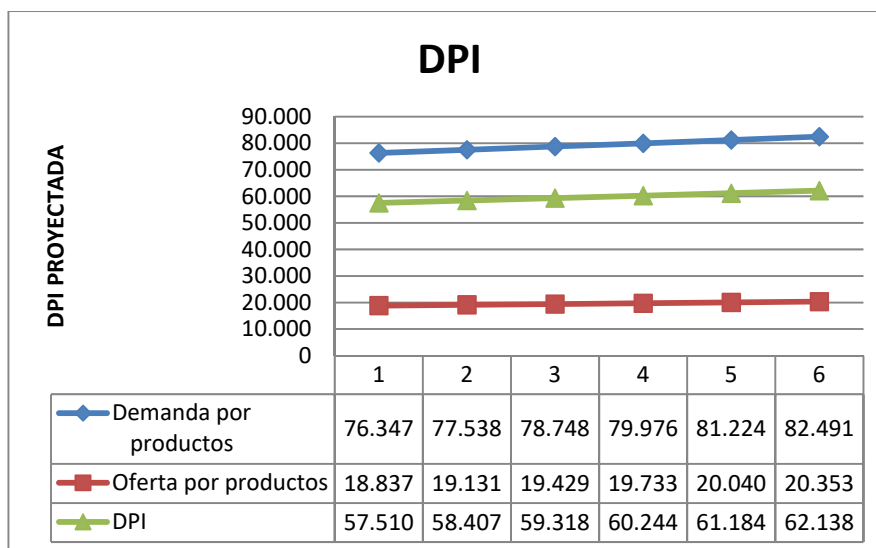 DPI
DPI PROYECTADA
90.000
80.000
70.000
60.000
50.000
40.000
30.000
20.000
10.000
0
1 2 3 4 5 6
Demanda por
productos 76.347 77.538 78.748 79.976 81.224 82.491
Oferta por productos 18.837 19.131 19.429 19.733 20.040 20.353
DPI 57.510 58.407 59.318 60.244 61.184 62.138